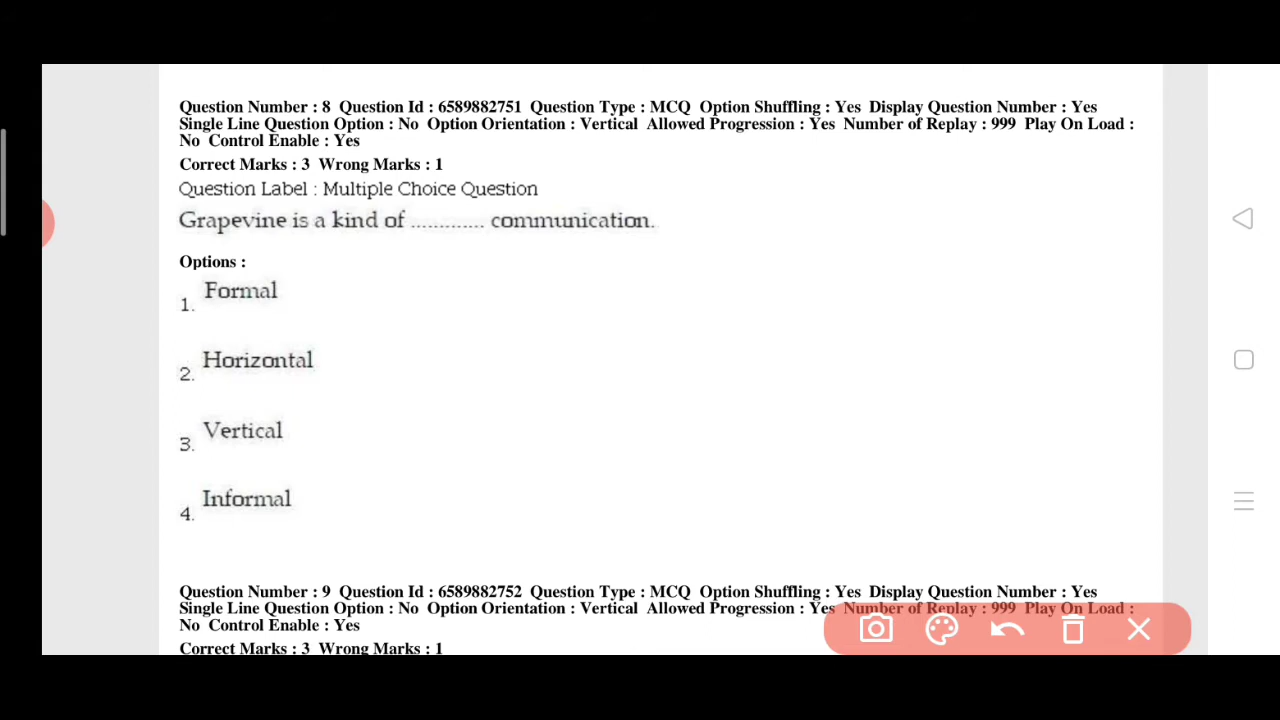 Question Number : 8 Question Id : 6589882751 Question Type : MCQ Option Shuffling : Yes Display Question Number : Yes
Single Line Question Option : No Option Orientation : Vertical Allowed Progression : Yes Number of Replay : 999 Play On Load :
No Control Enable : Yes
Correct Marks : 3 Wrong Marks : 1
Question Label : Multiple Choice Question
Grapevine is a kind of ............. communication.
Options :
1. Formal
2. Horizontal
3. Vertical
4. Informal
Question Number : 9 Question Id : 6589882752 Question Type : MCQ Option Shuffling : Yes Display Question Number : Yes
Single Line Question Option : No Option Orientation : Vertical Allowed Progression : Yes Number of Replay : 999 Play On Load :
No Control Enable : Yes
Correct Marks : 3 Wrong Marks : 1